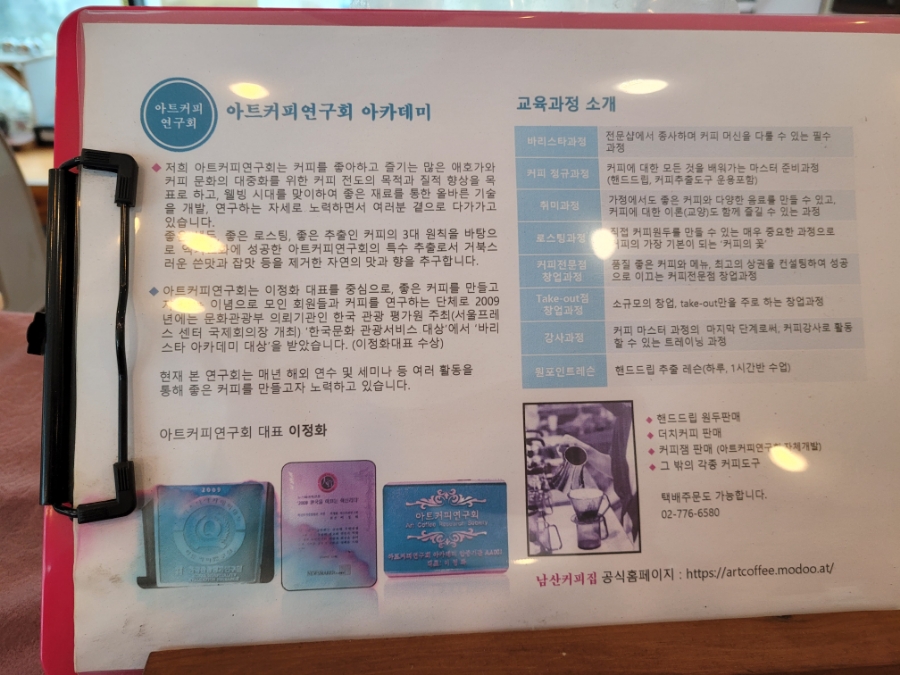 아트커피
연구회
아트커피연구회 아카데미
저희 아트커피연구회는 커피를 좋아하고 즐기는 많은 애호가와
커피 문화의 대중화를 위한 커피 전도의 목적과 질적 향상을 목
표로 하고, 웰빙 시대를 맞이하여 좋은 재료를 통한 올바른 기술
을 개발, 연구하는 자세로 노력하면서 여러분 곁으로 다가가고
있습니다.
좋은 로스팅, 좋은 추출인 커피의 3대 원칙을 바탕으
로 성공한 아트커피연구회의 특수 추출로서 거북스
러운 쓴맛과 잡맛 등을 제거한 자연의 맛과 향을 추구합니다.
아트커피연구회는 이정화 대표를 중심으로, 좋은 커피를 만들고
이념으로 모인 회원들과 커피를 연구하는 단체로 2009
년에는 문화관광부 의뢰기관인 한국 관광 평가원 주최(서울프레
스 센터 국제회의장 개최) '한국문화 관광서비스 대상'에서 '바리
스타 아카데미 대상'을 받았습니다. (이정화대표 수상)
현재 본 연구회는 매년 해외 연수 및 세미나 등 여러 활동을
통해 좋은 커피를 만들고자 노력하고 있습니다.
아트커피연구회 대표 이정화
2009
아트커피연구회
Art Coffee Research Bakery
교육과정 소개
바리스타과정 전문샵에서 종사하며 커피 머신을 다룰 수 있는 필수
과정
커피 정규과정 커피에 대한 모든 것을 배워가는 마스터 준비과정
(핸드드립, 커피추출도구 운용포함)
취미과정 가정에서도 좋은 커피와 다양한 음료를 만들 수 있고,
커피에 대한 이론(교양)도 함께 즐길 수 있는 과정
로스팅과정 직접 커피원두를 만들 수 있는 매우 중요한 과정으로
커피의 가장 기본이 되는 '커피의 꽃'
커피전문점
창업과정 품질 좋은 커피와 메뉴, 최고의 상권을 컨설팅하여 성공
으로 이끄는 커피전문점 창업과정
Take-out점
창업과정 소규모의 창업, take-out만을 주로 하는 창업과정
강사과정 커피 마스터 과정의 마지막 단계로써, 커피강사로 활동
할 수 있는 트레이닝 과정
원포인트레슨 핸드드립 추출 레슨(하루, 1시간반 수업)
핸드드립 원두판매
더치커피 판매
커피잼 판매 (아트커피연구회 자체개발)
그 밖의 각종 커피도구
택배주문도 가능합니다.
02-776-6580
남산커피집 공식홈페이지 : https://artcoffee.modoo.at/